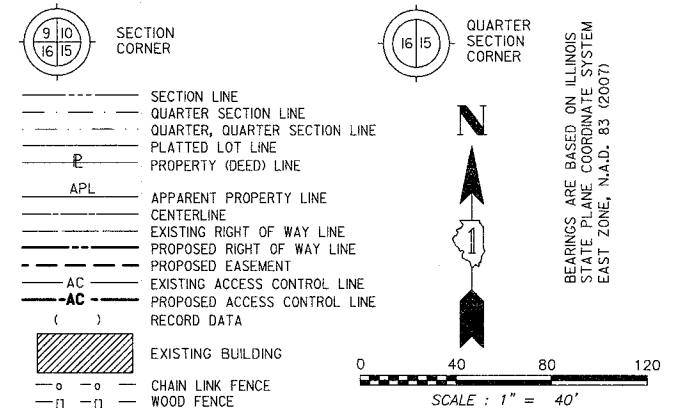 9 10
16 15
SECTION
CORNER
16 15
QUARTER
SECTION
CORNER
SECTION LINE
QUARTER SECTION LINE
QUARTER, QUARTER SECTION LINE
PLATTED LOT LINE
PL PROPERTY (DEED) LINE
APL APPARENT PROPERTY LINE
CENTERLINE
EXISTING RIGHT OF WAY LINE
PROPOSED RIGHT OF WAY LINE
PROPOSED EASEMENT
AC EXISTING ACCESS CONTROL LINE
AC PROPOSED ACCESS CONTROL LINE
( ) RECORD DATA
EXISTING BUILDING
CHAIN LINK FENCE
WOOD FENCE
N
1
BEARINGS ARE BASED ON ILLINOIS
STATE PLANE COORDINATE SYSTEM
EAST ZONE, N.A.D. 83 (2007)
0 40 80 120
SCALE : 1" = 40'